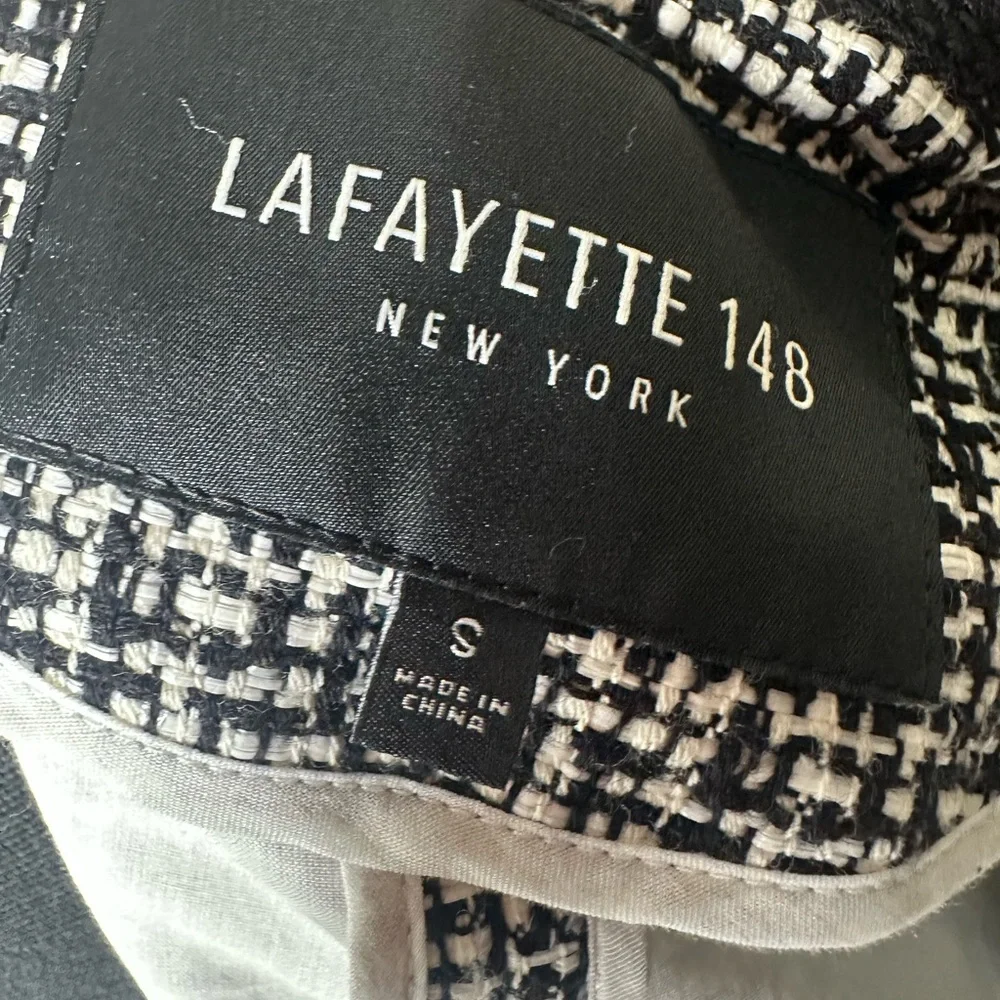 LAFAYETTE 148
NEW YORK
S
MADE IN
CHINA